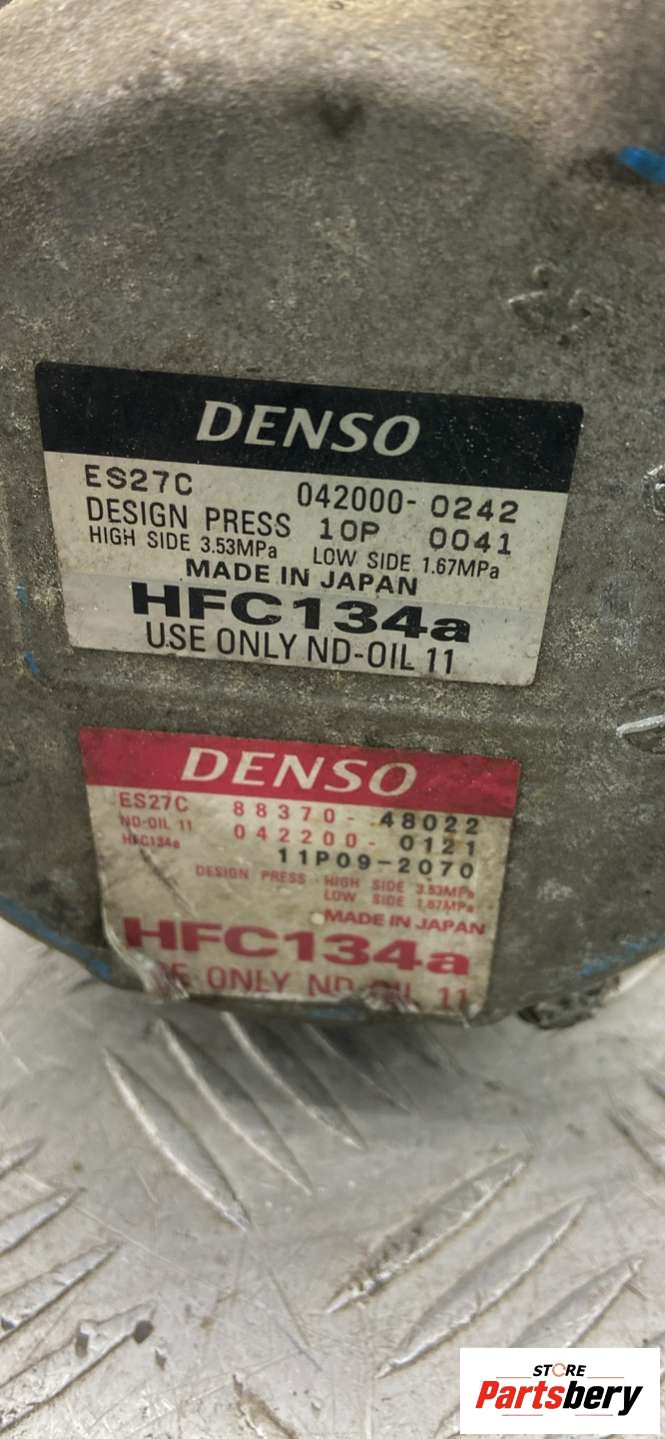 DENSO
ES27C 042000-0242
DESIGN PRESS 10P 0041
HIGH SIDE 3.53MPa LOW SIDE 1.67MPa
MADE IN JAPAN
HFC134a
USE ONLY ND-OIL 11
DENSO
ES27C 88370-48022
ND-OIL 11 042200-0121
HFC134a 11P09-2070
DESIGN PRESS HIGH SIDE 3.53MPa
LOW SIDE 1.67MPa
MADE IN JAPAN
HFC134a
USE ONLY ND-OIL 11
STORE
Partsbery